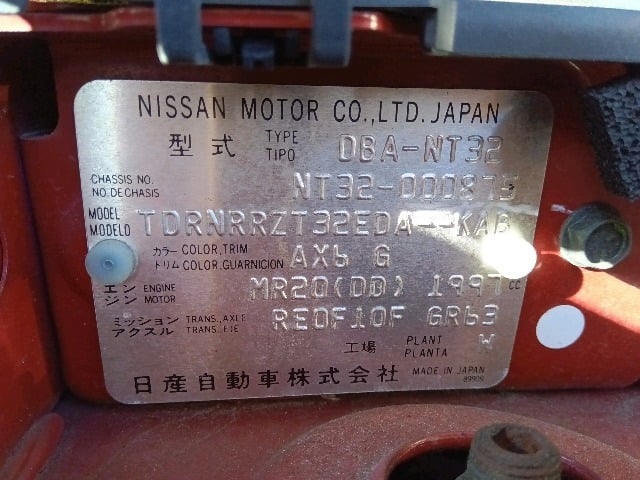 NISSAN MOTOR CO.,LTD. JAPAN
型式 TYPE TIPO DBA-NT32
CHASSIS NO. NO.DECHASIS NT32-000875
MODEL MODELO TDRNRRZT32EDA--KAB
カラー トリム COLOR,TRIM COLOR,GUARNICION AX6 G
エンジン ENGINE MOTOR MR20(DD) 1997 CC
ミッション アクスル TRANS.,AXLE TRANS.,EJE RE0F10F GR63
工場 PLANT PLANTA W
日産自動車株式会社 MADE IN JAPAN
89909